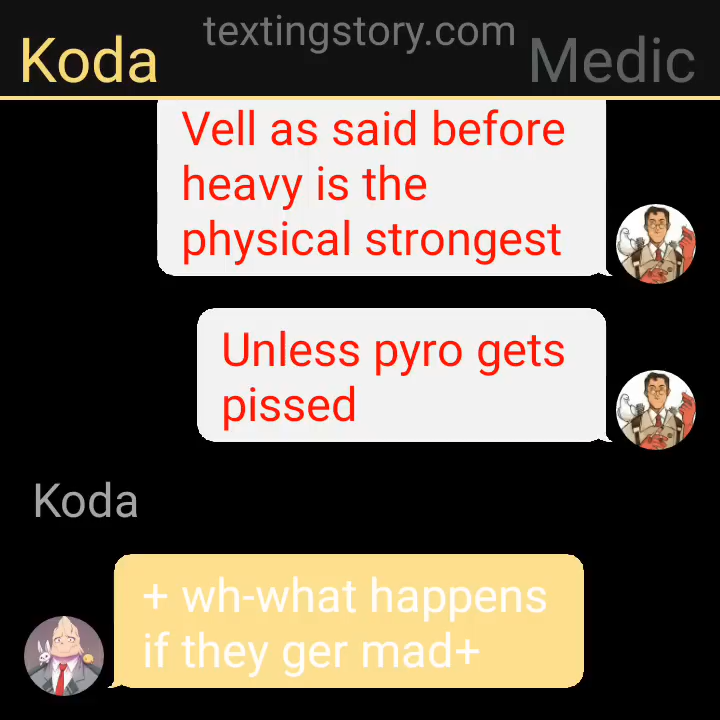 textingstory.com
Koda
Medic
Vell as said before
heavy is the
physical strongest
Unless pyro gets
pissed
Koda
+ wh-what happens
if they ger mad+